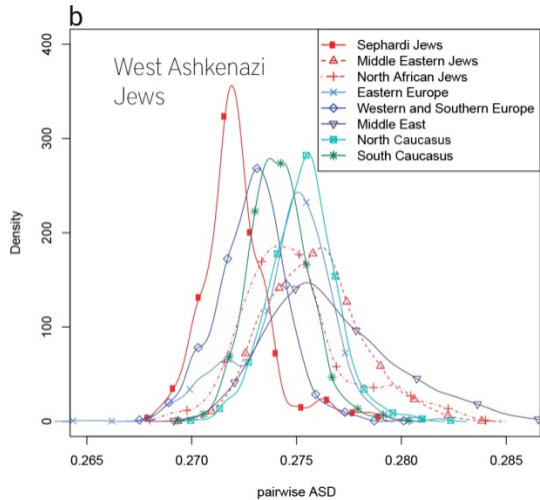 b
West Ashkenazi
Jews
Sephardi Jews
Middle Eastern Jews
North African Jews
Eastern Europe
Western and Southern Europe
Middle East
North Caucasus
South Caucasus
400
300
200
100
0
Density
0.265
0.270
0.275
0.280
0.285
pairwise ASD